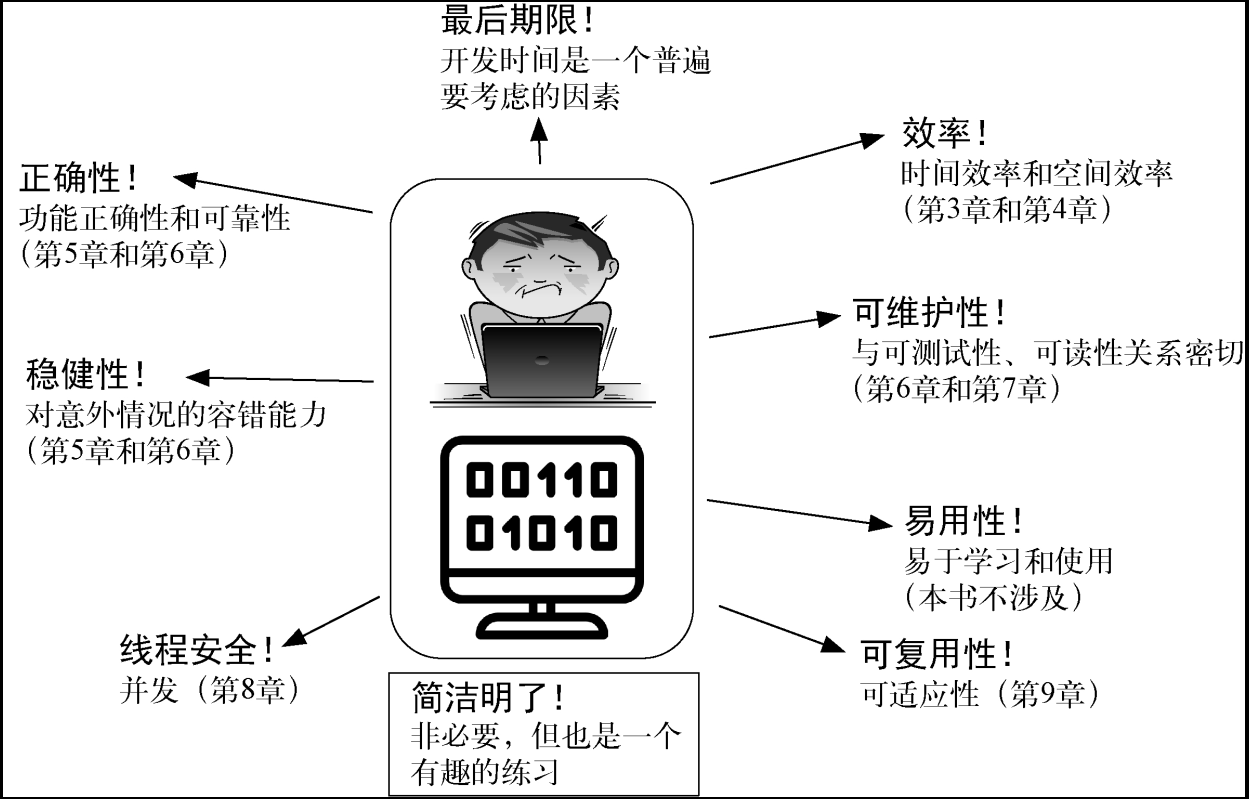 最后期限！
开发时间是一个普遍
要考虑的因素
效率！
时间效率和空间效率
（第3章和第4章）
正确性！
功能正确性和可靠性
（第5章和第6章）
可维护性！
与可测试性、可读性关系密切
（第6章和第7章）
稳健性！
对意外情况的容错能力
（第5章和第6章）
00110
01010
易用性！
易于学习和使用
（本书不涉及）
线程安全！
并发（第8章）
可复用性！
可适应性（第9章）
简洁明了！
非必要，但也是一个
有趣的练习